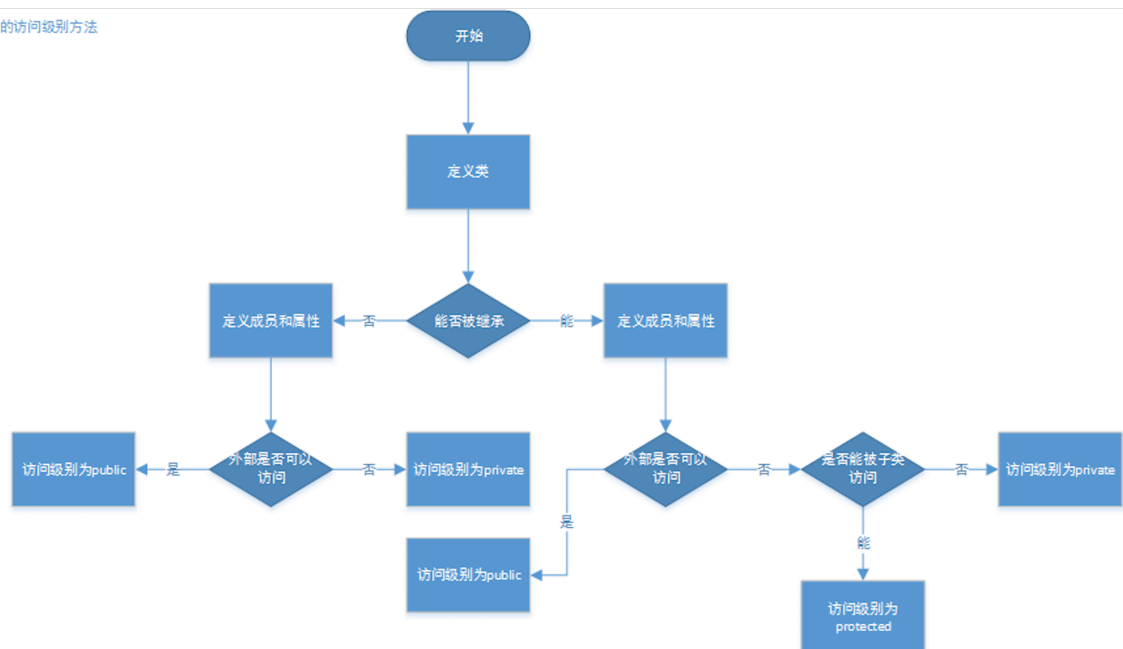 的访问级别方法
开始
定义类
定义成员和属性
否
能否被继承
能
定义成员和属性
访问级别为public
是
外部是否可以
访问
否
访问级别为private
外部是否可以
访问
否
是否能被子类
访问
否
访问级别为private
是
访问级别为public
能
访问级别为
protected